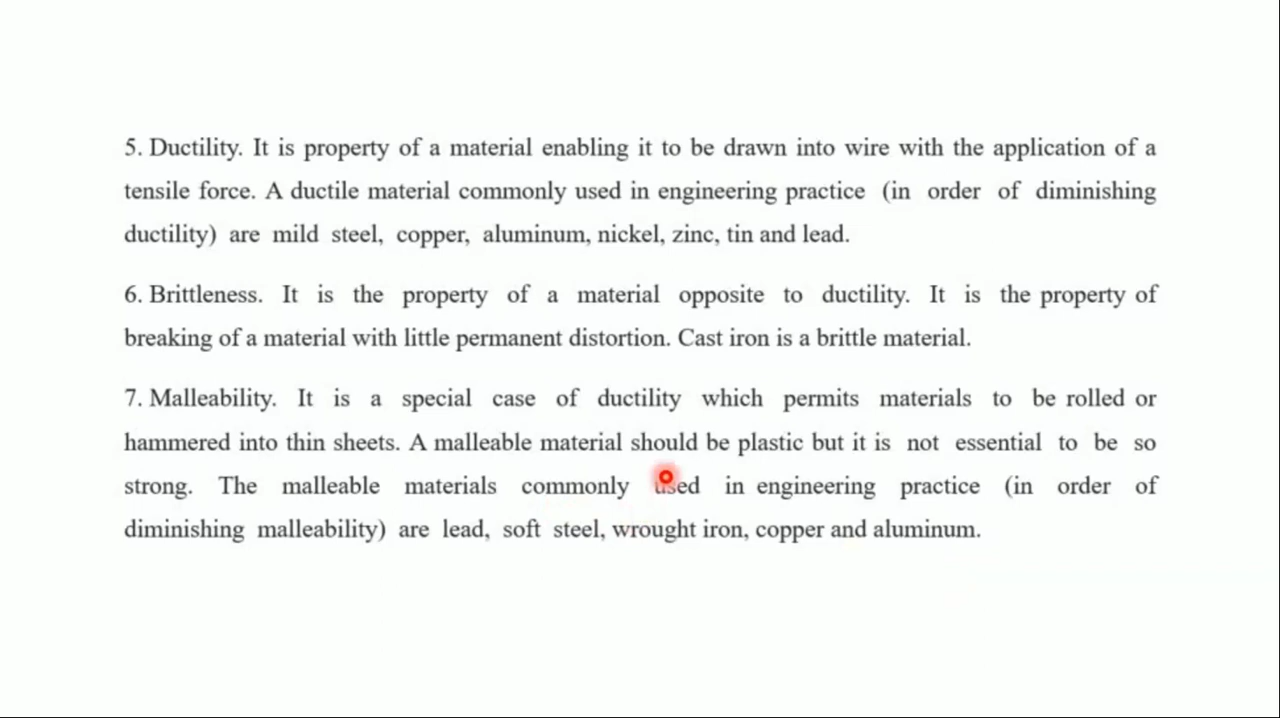 5. Ductility. It is property of a material enabling it to be drawn into wire with the application of a
tensile force. A ductile material commonly used in engineering practice (in order of diminishing
ductility) are mild steel, copper, aluminum, nickel, zinc, tin and lead.
6. Brittleness. It is the property of a material opposite to ductility. It is the property of
breaking of a material with little permanent distortion. Cast iron is a brittle material.
7. Malleability. It is a special case of ductility which permits materials to be rolled or
hammered into thin sheets. A malleable material should be plastic but it is not essential to be so
strong. The malleable materials commonly used in engineering practice (in order of
diminishing malleability) are lead, soft steel, wrought iron, copper and aluminum.